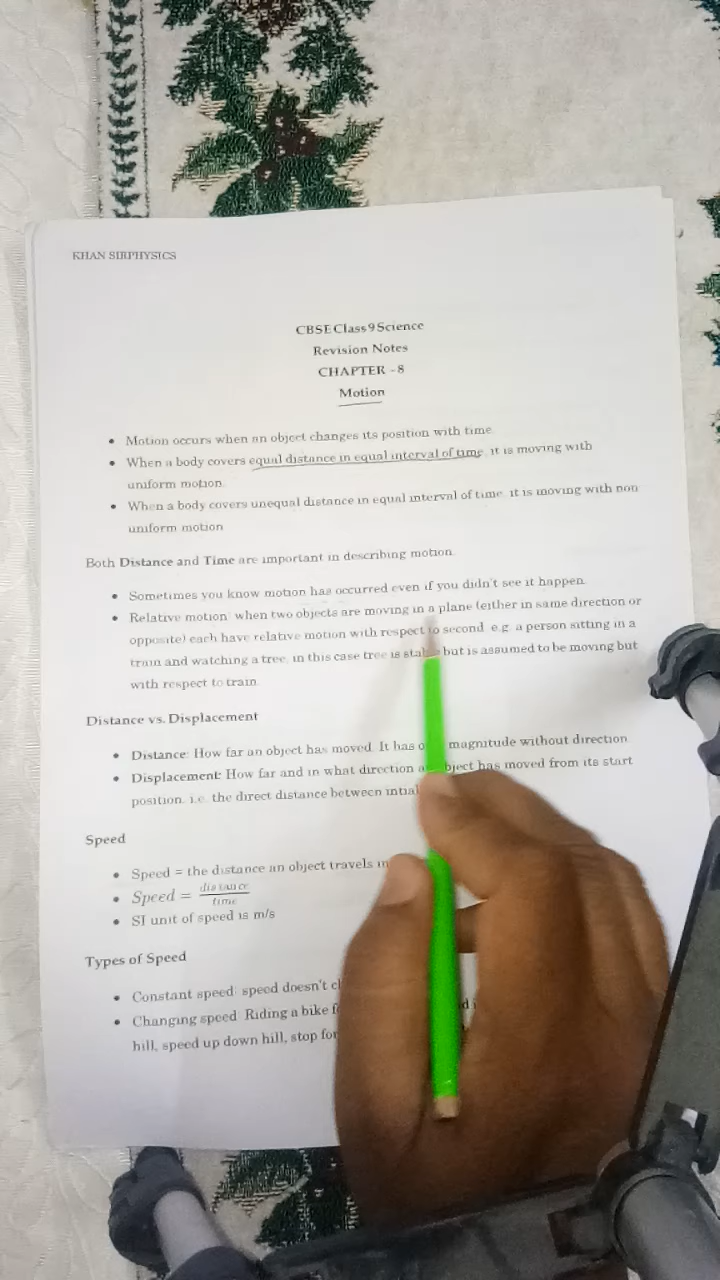 KHAN SIRPHYSICS
CBSE Class 9 Science
Revision Notes
CHAPTER - 8
Motion
• Motion occurs when an object changes its position with time.
• When a body covers equal distance in equal interval of time, it is moving with
uniform motion.
• When a body covers unequal distance in equal interval of time, it is moving with non
uniform motion
Both Distance and Time are important in describing motion.
• Sometimes you know motion has occurred even if you didn't see it happen.
• Relative motion: when two objects are moving in a plane (either in same direction or
opposite) each have relative motion with respect to second e.g. a person sitting in a
train and watching a tree, in this case tree is but is assumed to be moving but
with respect to train.
Distance vs. Displacement
• Distance: How far an object has moved. It has magnitude without direction
• Displacement: How far and in what direction has moved from its start
position, i.e. the direct distance between
Speed
• Speed = the distance an object travels in
• Speed = distance/time
• SI unit of speed is m/s
Types of Speed
• Constant speed: speed doesn't
• Changing speed: Riding a bike
hill, speed up down hill, stop for